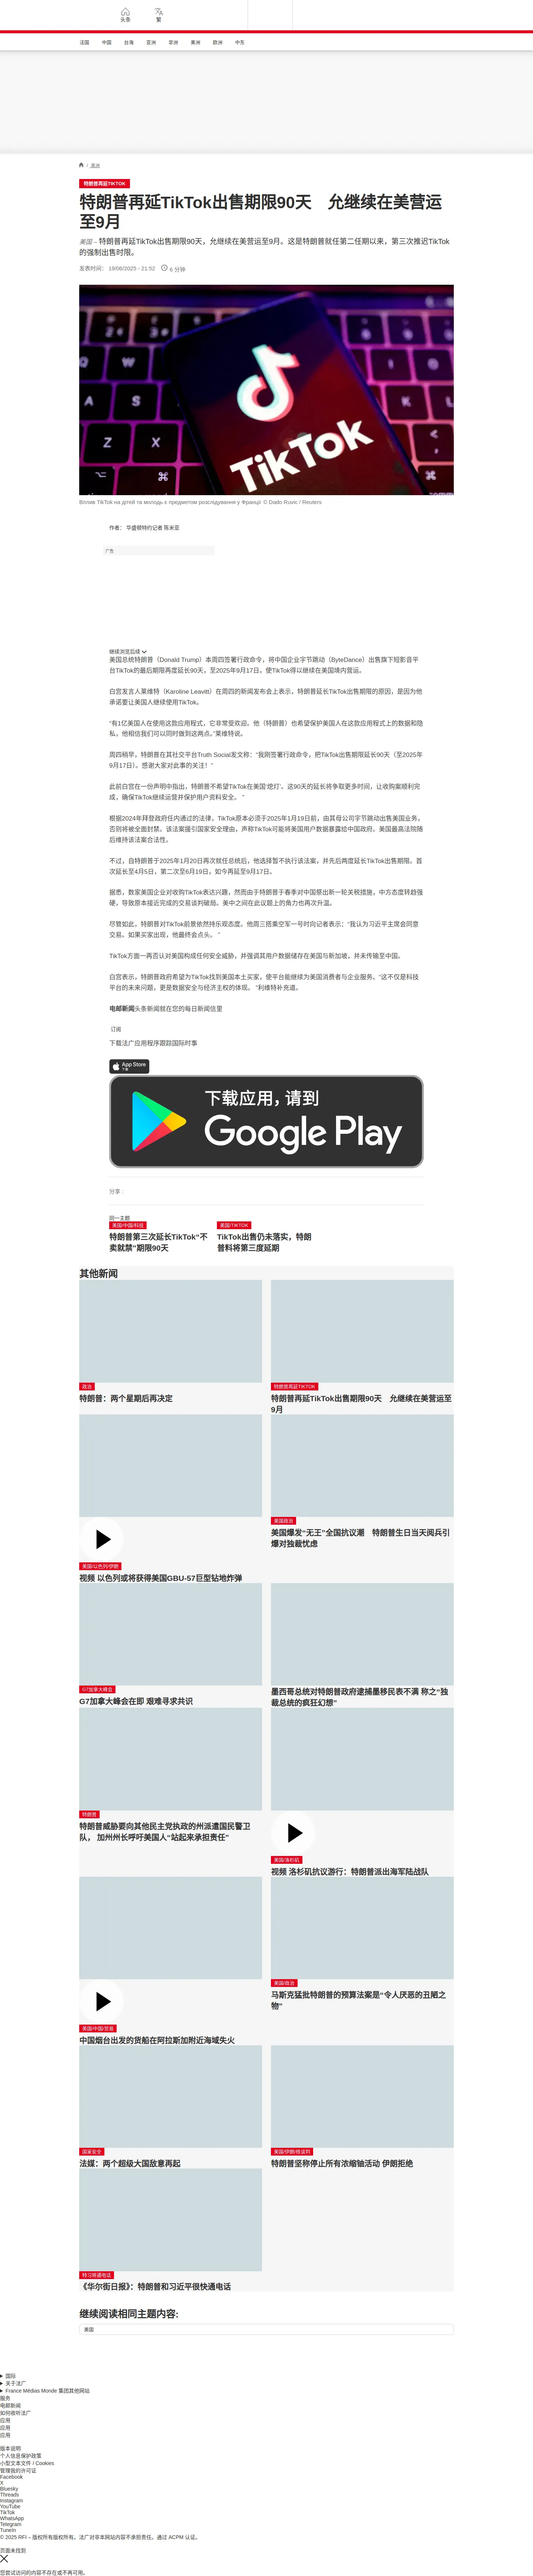 头条
繁
法国 中国 台海 亚洲 非洲 美洲 欧洲 中东
/ 美洲
特朗普再延TIKTOK
特朗普再延TikTok出售期限90天　允继续在美营运
至9月
美国 – 特朗普再延TikTok出售期限90天，允继续在美营运至9月。这是特朗普就任第二任期以来，第三次推迟TikTok
的强制出售时限。
发表时间： 19/06/2025 - 21:52 6 分钟
TikTok
Вплив TikTok на дітей та молодь є предметом розслідування у Франції © Dado Ruvic / Reuters
作者： 华盛顿特约记者 陈米亚
广告
继续浏览后续
美国总统特朗普（Donald Trump）本周四签署行政命令，将中国企业字节跳动（ByteDance）出售旗下短影音平
台TikTok的最后期限再度延长90天，至2025年9月17日。使TikTok得以继续在美国境内营运。
白宫发言人莱维特（Karoline Leavitt）在周四的新闻发布会上表示，特朗普延长TikTok出售期限的原因，是因为他
承诺要让美国人继续使用TikTok。
“有1亿美国人在使用这款应用程式，它非常受欢迎。他（特朗普）也希望保护美国人在这款应用程式上的数据和隐
私。他相信我们可以同时做到这两点。”莱维特说。
周四稍早，特朗普在其社交平台Truth Social发文称：“我刚签署行政命令，把TikTok出售期限延长90天（至2025年
9月17日）。感谢大家对此事的关注！”
此前白宫在一份声明中指出，特朗普不希望TikTok在美国‘熄灯’。这90天的延长将争取更多时间，让收购案顺利完
成，确保TikTok继续运营并保护用户资料安全。 ”
根据2024年拜登政府任内通过的法律，TikTok原本必须于2025年1月19日前，由其母公司字节跳动出售美国业务，
否则将被全面封禁。该法案援引国家安全理由，声称TikTok可能将美国用户数据暴露给中国政府。美国最高法院随
后维持该法案合法性。
不过，自特朗普于2025年1月20日再次就任总统后，他选择暂不执行该法案，并先后两度延长TikTok出售期限。首
次延长至4月5日，第二次至6月19日，如今再延至9月17日。
据悉，数家美国企业对收购TikTok表达兴趣，然而由于特朗普于春季对中国祭出新一轮关税措施，中方态度转趋强
硬，导致原本接近完成的交易谈判破局。美中之间在此议题上的角力也再次升温。
尽管如此，特朗普对TikTok前景依然持乐观态度。他周三搭乘空军一号时向记者表示：“我认为习近平主席会同意
交易。如果买家出现，他最终会点头。 ”
TikTok方面一再否认对美国构成任何安全威胁，并强调其用户数据储存在美国与新加坡，并未传输至中国。
白宫表示，特朗普政府希望为TikTok找到美国本土买家，使平台能继续为美国消费者与企业服务。“这不仅是科技
平台的未来问题，更是数据安全与经济主权的体现。 ”利维特补充道。
电邮新闻头条新闻就在您的每日新闻信里
订阅
下载法广应用程序跟踪国际时事
App Store
下载应用，请到
Google Play
分享 :
同一主题
美国/中国/科技
特朗普第三次延长TikTok“不
卖就禁”期限90天
美国/TIKTOK
TikTok出售仍未落实，特朗
普料将第三度延期
其他新闻
政治
特朗普：两个星期后再决定
特朗普再延TIKTOK
特朗普再延TikTok出售期限90天　允继续在美营运至
9月
美国/以色列/伊朗
视频 以色列或将获得美国GBU-57巨型钻地炸弹
美国政治
美国爆发“无王”全国抗议潮　特朗普生日当天阅兵引
爆对独裁忧虑
G7加拿大峰会
G7加拿大峰会在即 艰难寻求共识
墨西哥总统对特朗普政府逮捕墨移民表不满 称之“独
裁总统的疯狂幻想”
特朗普
特朗普威胁要向其他民主党执政的州派遣国民警卫
队， 加州州长呼吁美国人“站起来承担责任”
美国/洛杉矶
视频 洛杉矶抗议游行：特朗普派出海军陆战队
美国/中国/贸易
中国烟台出发的货船在阿拉斯加附近海域失火
美国/政治
马斯克猛批特朗普的预算法案是“令人厌恶的丑陋之
物”
国家安全
法媒：两个超级大国敌意再起
美国/伊朗/核谈判
特朗普坚称停止所有浓缩铀活动 伊朗拒绝
特习将通电话
《华尔街日报》：特朗普和习近平很快通电话
继续阅读相同主题内容:
美国
国际
关于法广
France Médias Monde 集团其他网站
服务
电邮新闻
如何收听法广
应用
应用
应用
版本说明
个人信息保护政策
小型文本文件 / Cookies
管理我的许可证
Facebook
X
Bluesky
Threads
Instagram
YouTube
TikTok
WhatsApp
Telegram
TuneIn
© 2025 RFI – 版权所有版权所有。法广对非本网站内容不承担责任。通过 ACPM 认证。
页面未找到
您尝试访问的内容不存在或不再可用。